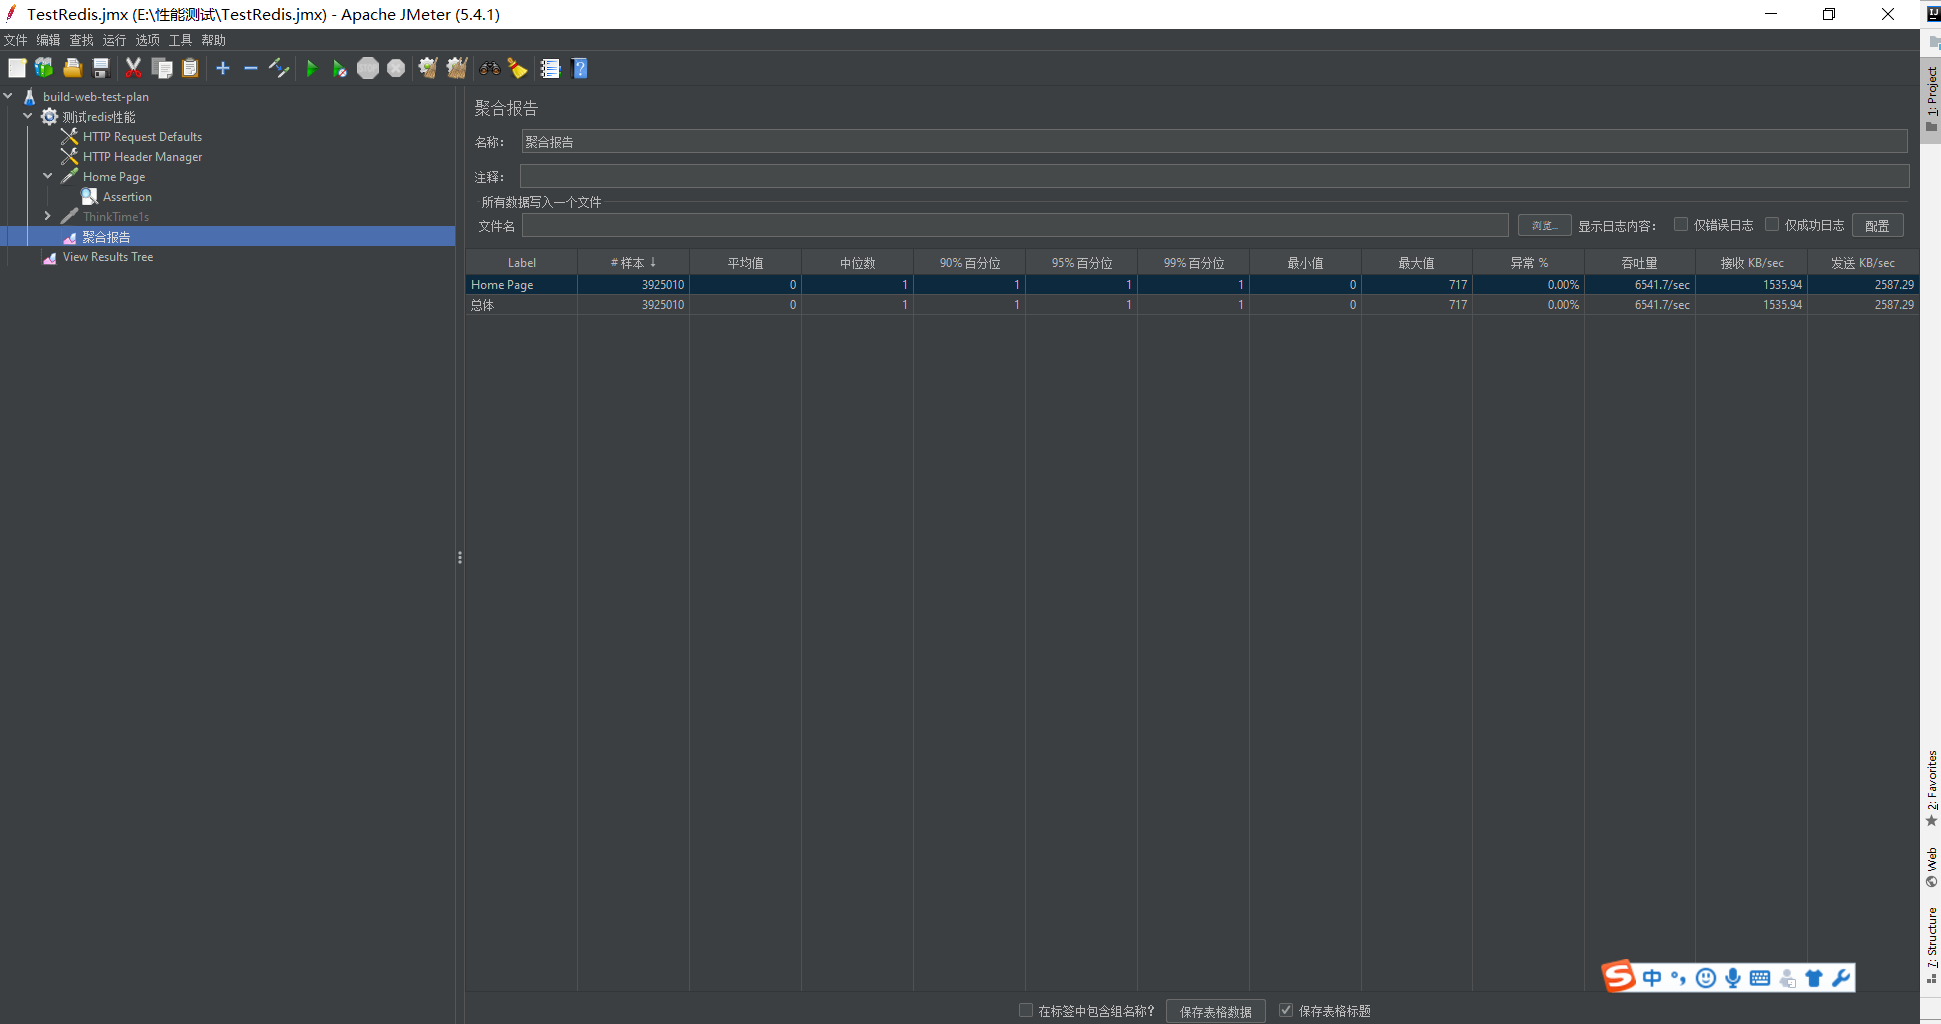 TestRedis.jmx (E:\性能测试\TestRedis.jmx) - Apache JMeter (5.4.1)
文件 编辑 查找 运行 选项 工具 帮助
build-web-test-plan
测试redis性能
HTTP Request Defaults
HTTP Header Manager
Home Page
Assertion
ThinkTime1s
聚合报告
View Results Tree
聚合报告
名称： 聚合报告
注释：
所有数据写入一个文件
文件名 浏览... 显示日志内容： 仅错误日志 仅成功日志 配置
Label # 样本 ↓ 平均值 中位数 90% 百分位 95% 百分位 99% 百分位 最小值 最大值 异常 % 吞吐量 接收 KB/sec 发送 KB/sec
Home Page 3925010 0 1 1 1 1 0 717 0.00% 6541.7/sec 1535.94 2587.29
总体 3925010 0 1 1 1 1 0 717 0.00% 6541.7/sec 1535.94 2587.29
在标签中包含组名称？ 保存表格数据 保存表格标题
IJ
1: Project
2: Favorites
Web
7: Structure
S 中